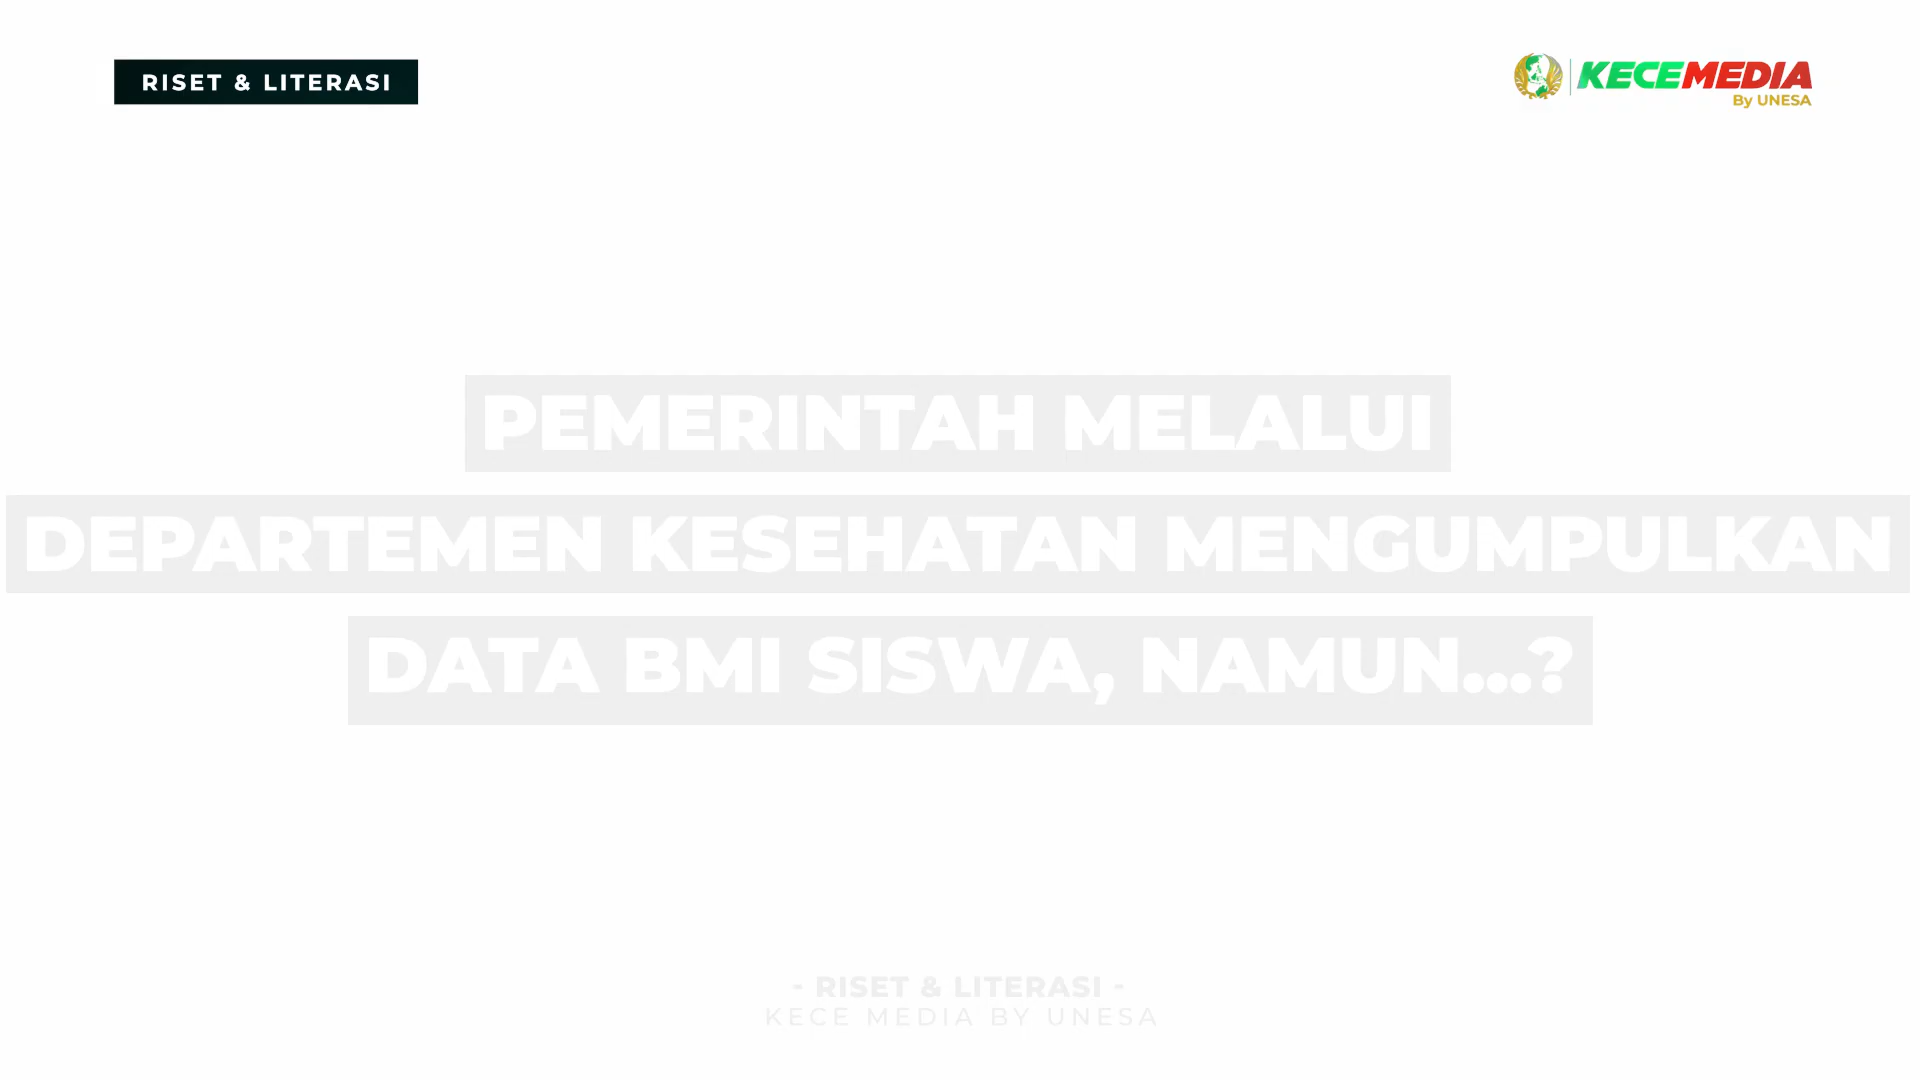 RISET & LITERASI
KECEMEDIA
By UNESA
PEMERINTAH MELALUI
DEPARTEMEN KESEHATAN MENGUMPULKAN
DATA BMI SISWA, NAMUN...?
- RISET & LITERASI -
KECE MEDIA BY UNESA